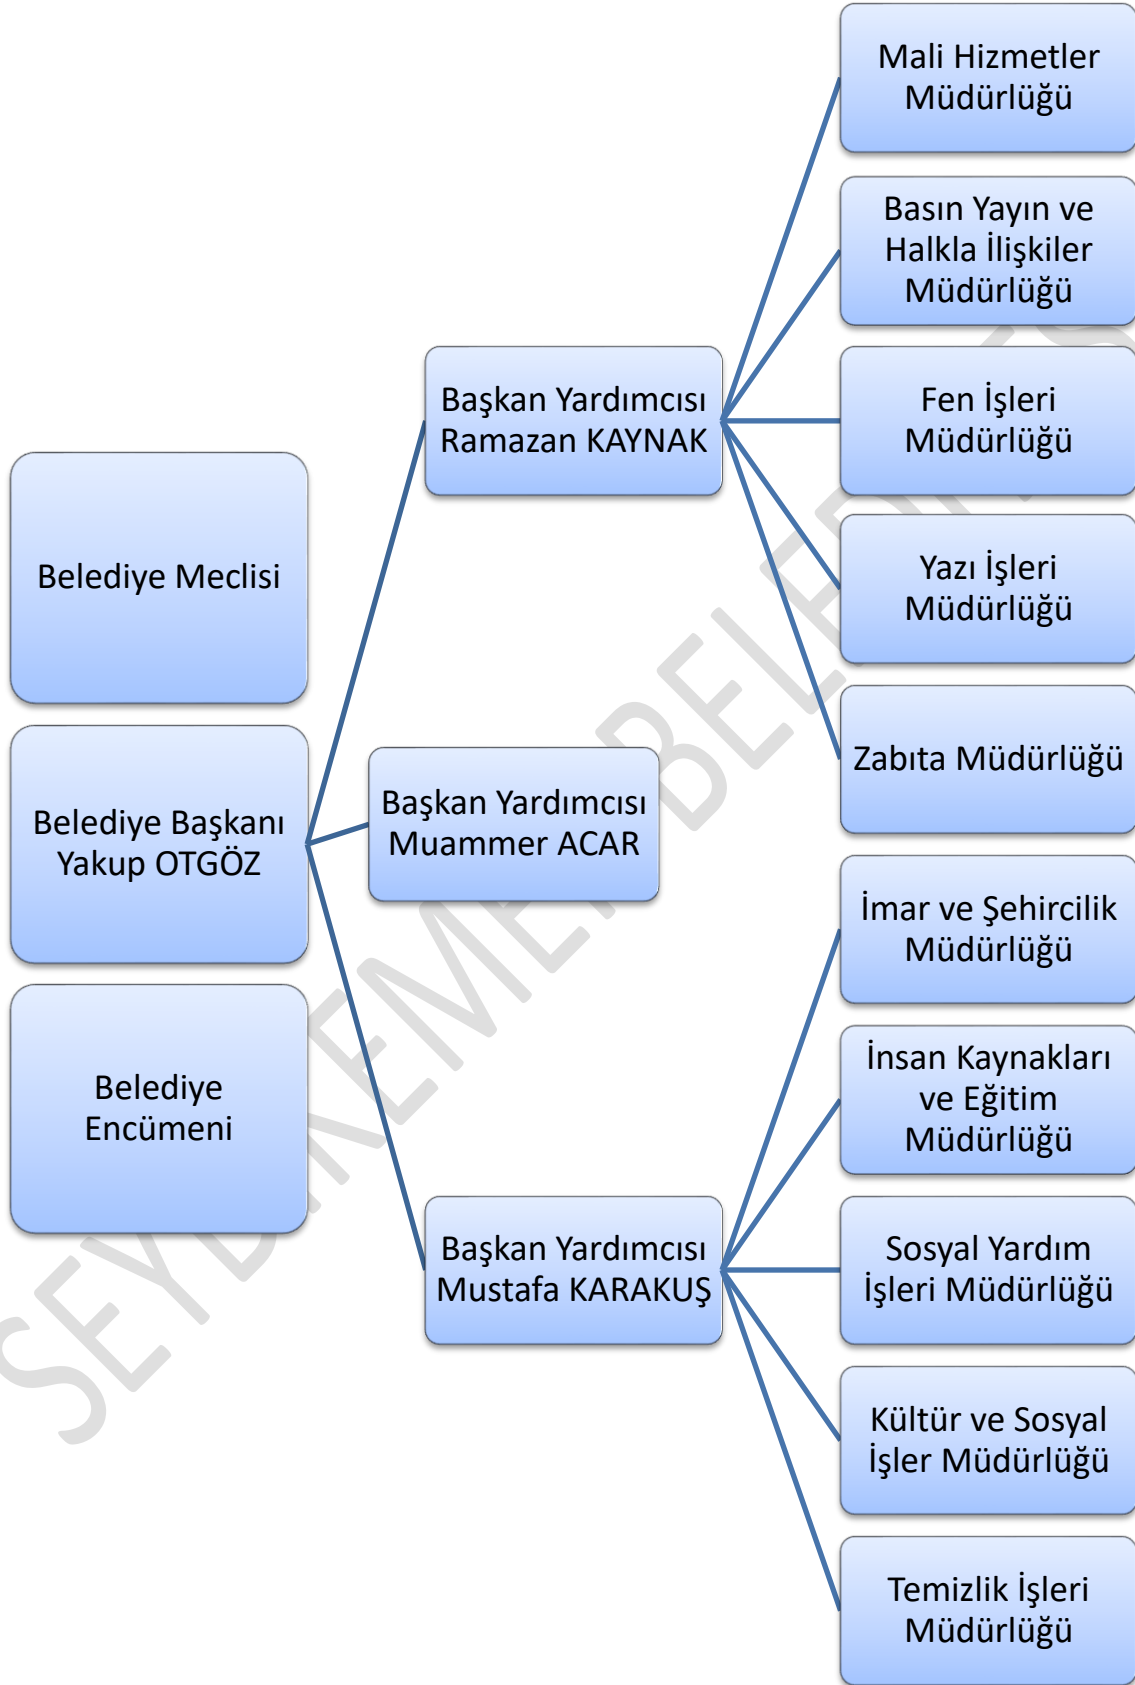 Belediye Meclisi
Belediye Başkanı
Yakup OTGÖZ
Belediye
Encümeni
Başkan Yardımcısı
Ramazan KAYNAK
Mali Hizmetler
Müdürlüğü
Basın Yayın ve
Halkla İlişkiler
Müdürlüğü
Fen İşleri
Müdürlüğü
Yazı İşleri
Müdürlüğü
Zabıta Müdürlüğü
Başkan Yardımcısı
Muammer ACAR
Başkan Yardımcısı
Mustafa KARAKUŞ
İmar ve Şehircilik
Müdürlüğü
İnsan Kaynakları
ve Eğitim
Müdürlüğü
Sosyal Yardım
İşleri Müdürlüğü
Kültür ve Sosyal
İşler Müdürlüğü
Temizlik İşleri
Müdürlüğü